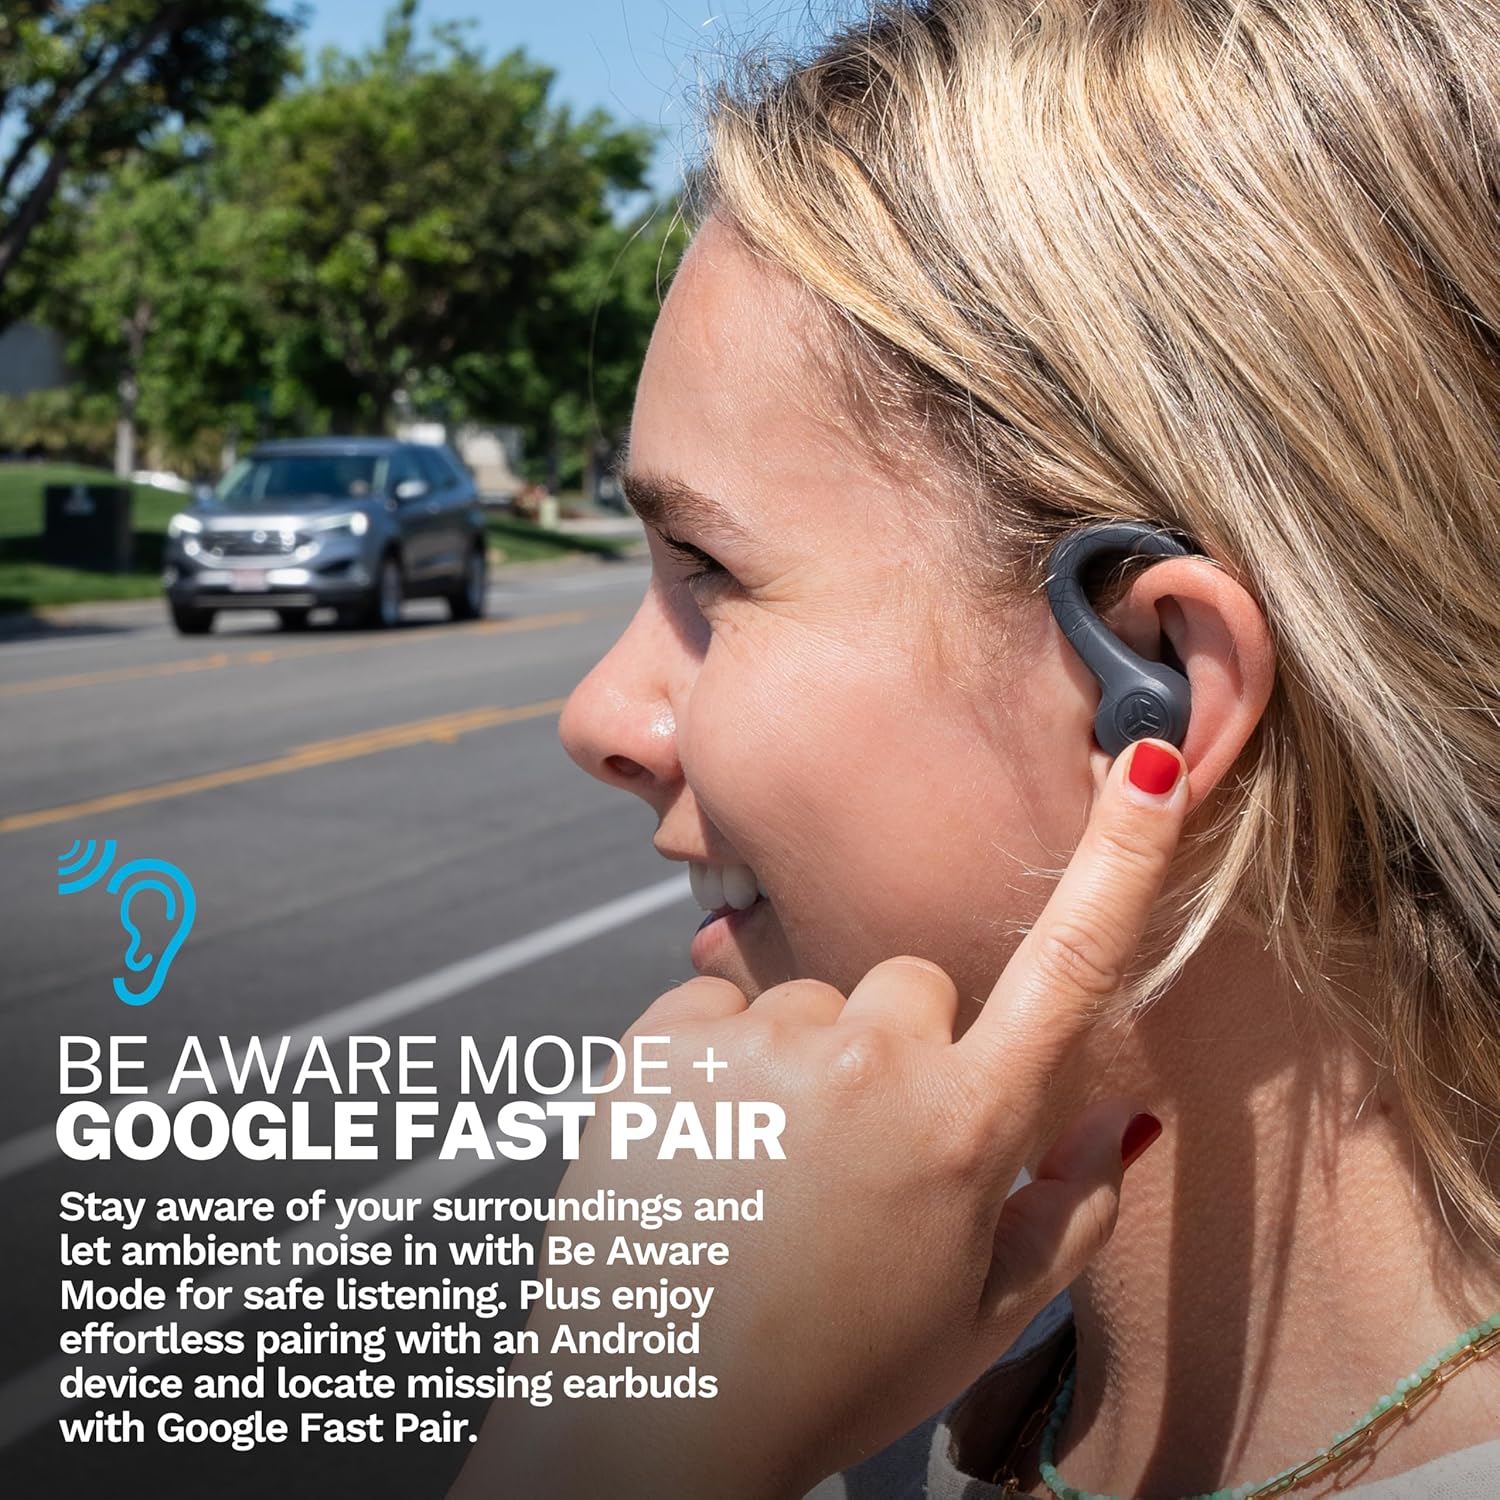 BE AWARE MODE +
GOOGLE FAST PAIR
Stay aware of your surroundings and
let ambient noise in with Be Aware
Mode for safe listening. Plus enjoy
effortless pairing with an Android
device and locate missing earbuds
with Google Fast Pair.